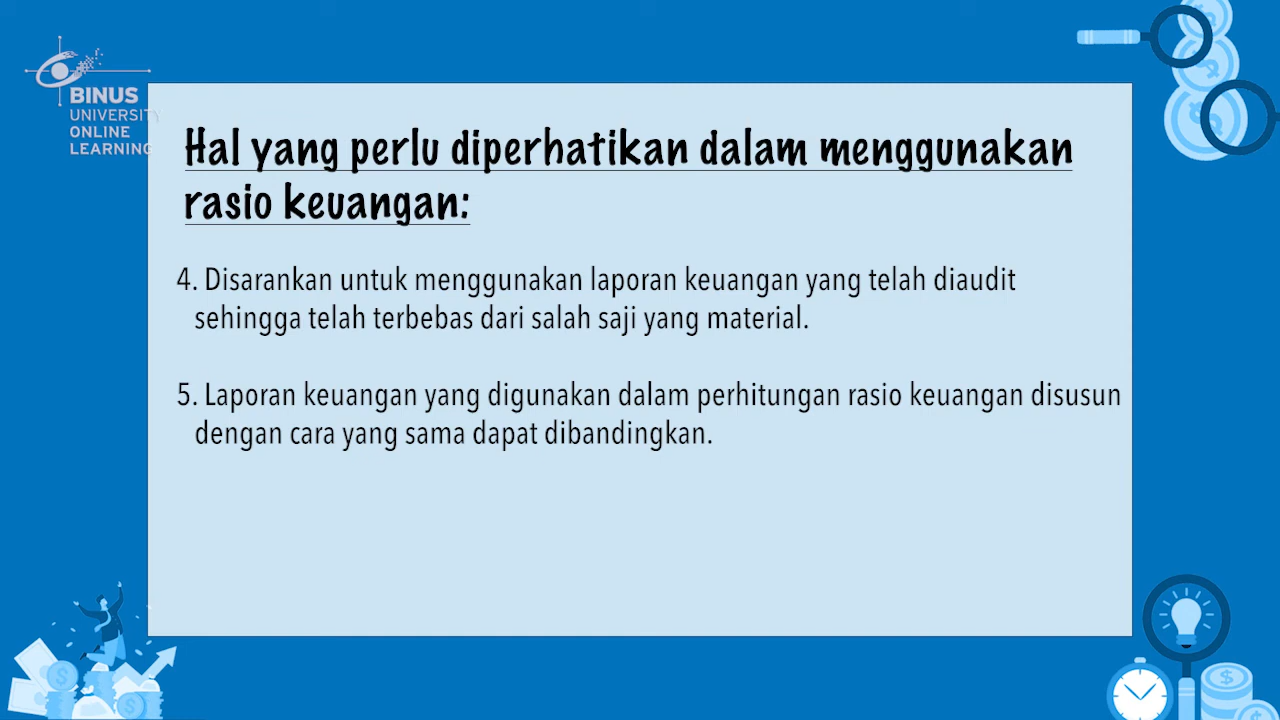 BINUS
UNIVERSITY
ONLINE
LEARNING
Hal yang perlu diperhatikan dalam menggunakan
rasio keuangan:
4. Disarankan untuk menggunakan laporan keuangan yang telah diaudit
sehingga telah terbebas dari salah saji yang material.
5. Laporan keuangan yang digunakan dalam perhitungan rasio keuangan disusun
dengan cara yang sama dapat dibandingkan.